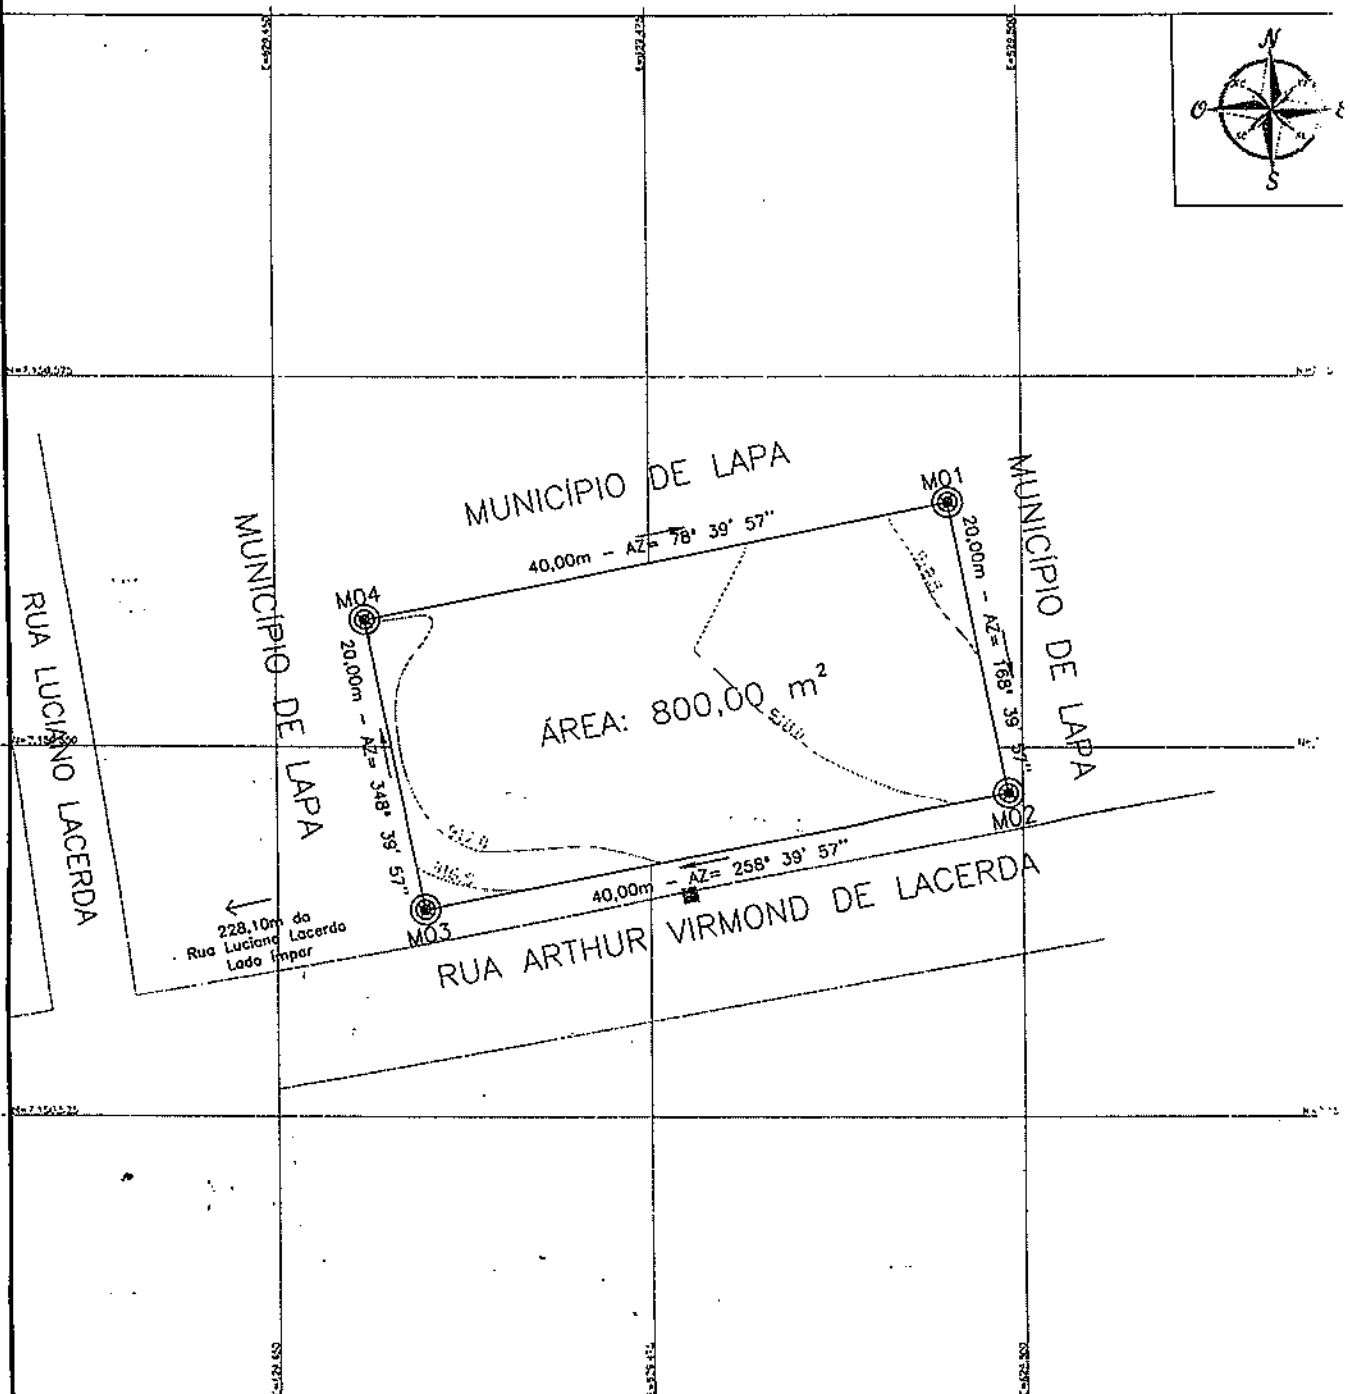 N
O
S
MUNICÍPIO DE LAPA
M01
40,00m - AZ= 78° 39' 57"
M04
20,00m - AZ= 168° 39' 57"
MUNICÍPIO DE LAPA
MUNICÍPIO DE LAPA
RUA LUCIANO LACERDA
20,00m - AZ= 348° 39' 57"
ÁREA: 800,00 m²
M02
40,00m - AZ= 258° 39' 57"
M03
228,10m da
Rua Luciano Lacerda
Lado Ímpar
RUA ARTHUR VIRMOND DE LACERDA